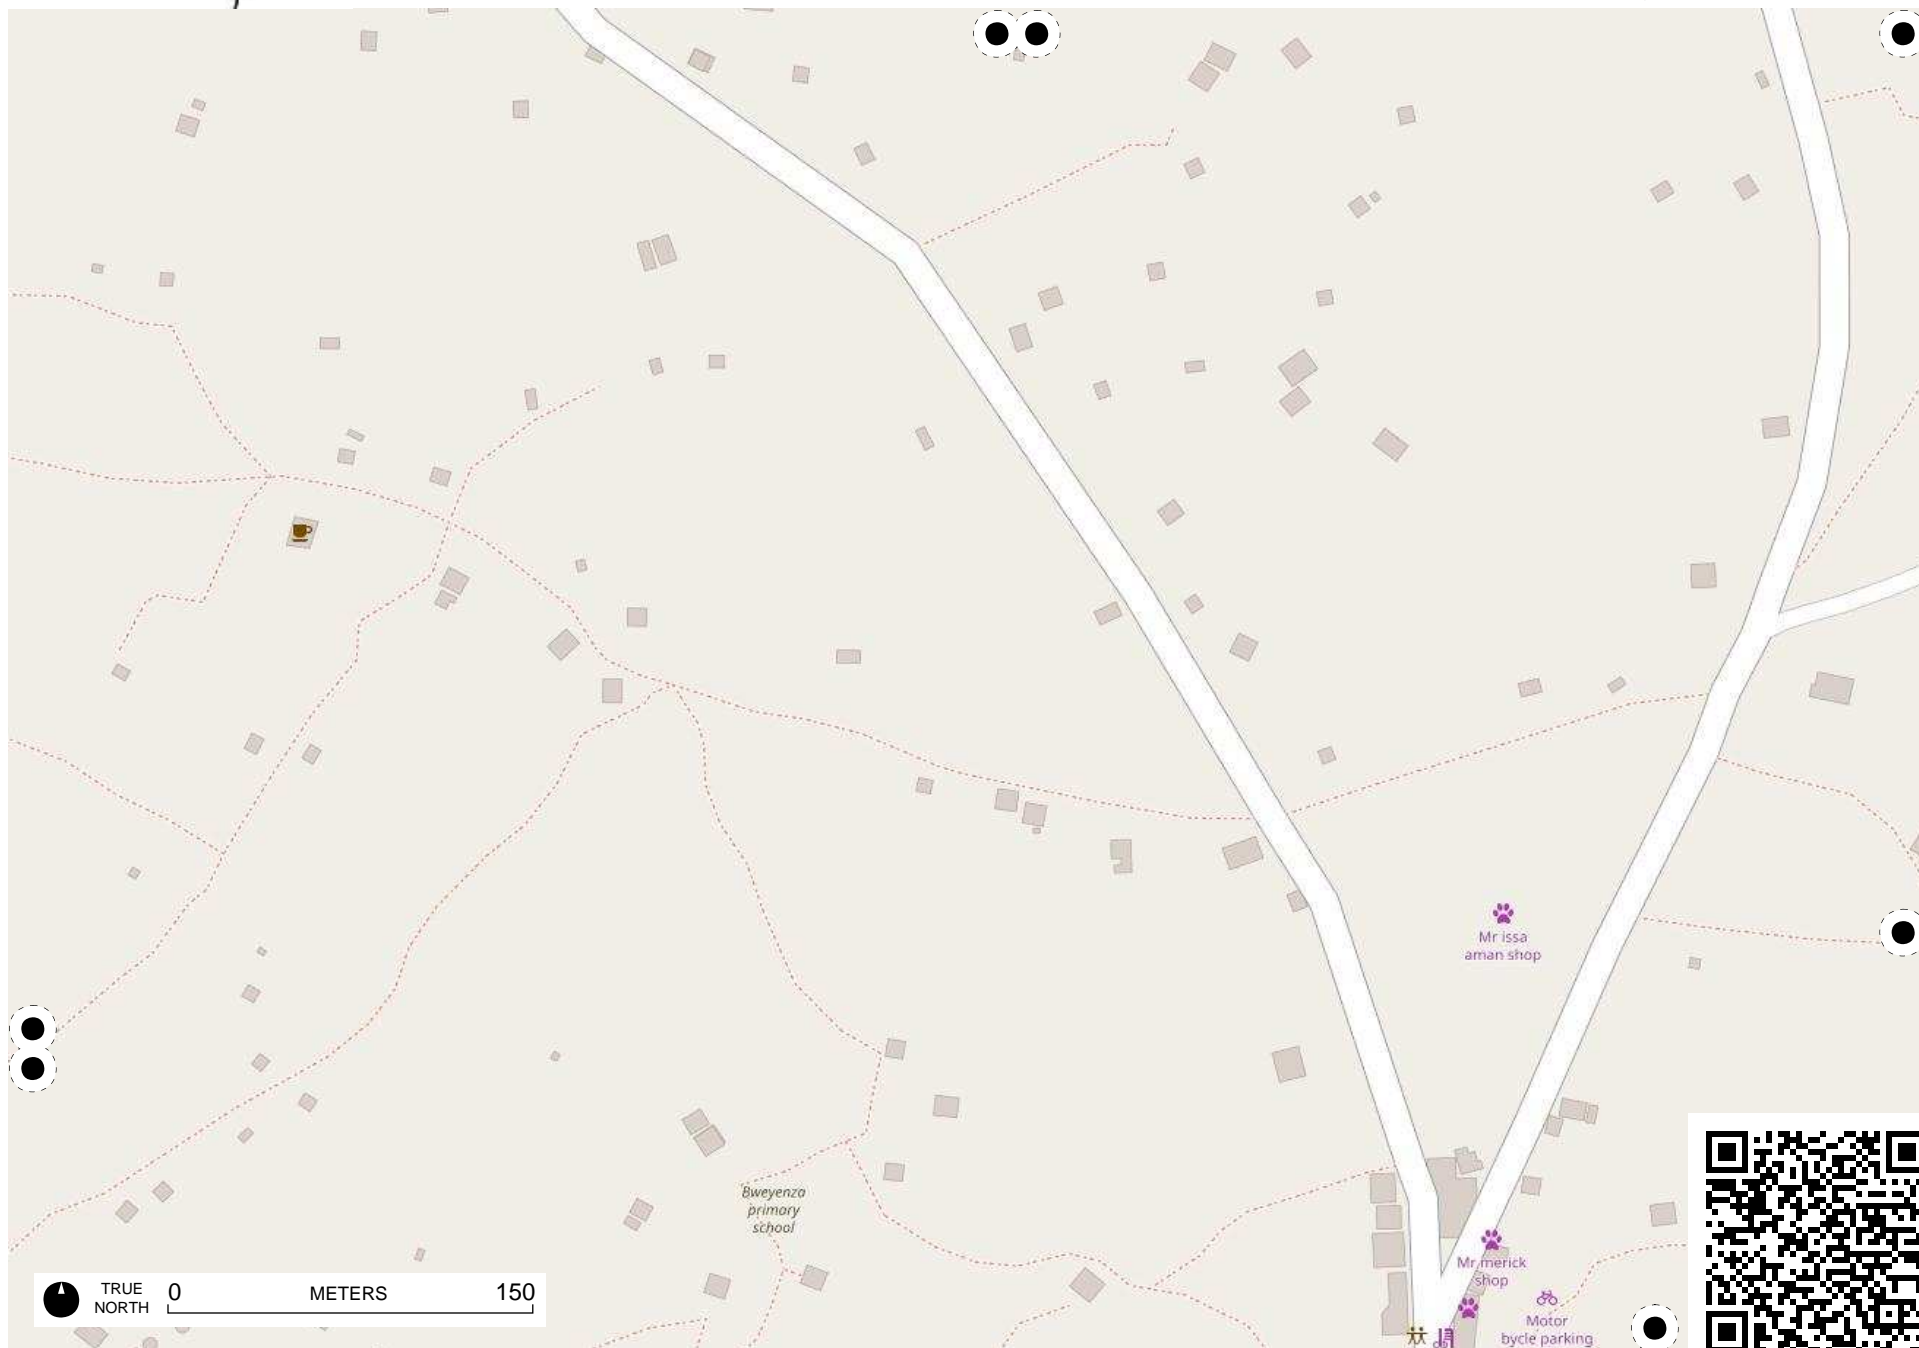 Mr issa
aman shop
Bweyenza
primary
school
Mr merick
shop
Motor
bycle parking
TRUE
NORTH
0 METERS 150